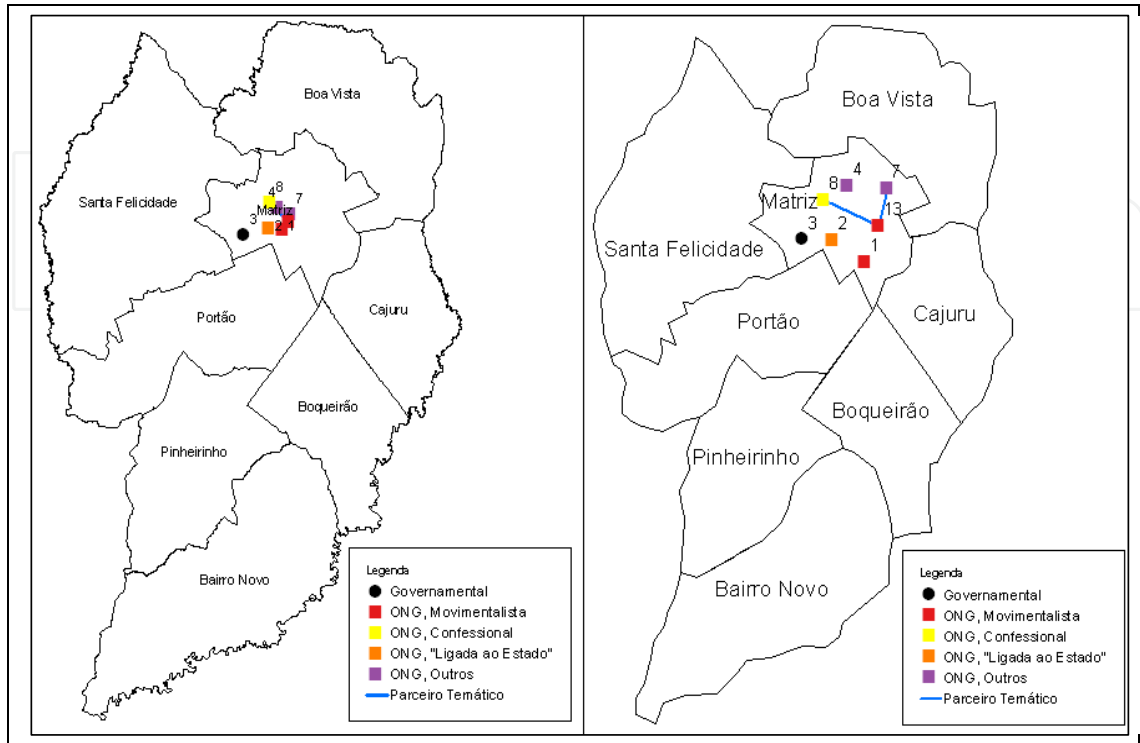 Boa Vista
Santa Felicidade
8
4
7
Matriz
3
2
1
Cajuru
Portão
Boqueirão
Pinheirinho
Bairro Novo
Legenda
Governamental
ONG, Movimentalista
ONG, Confessional
ONG, "Ligada ao Estado"
ONG, Outros
Parceiro Temático
Boa Vista
4
7
8
Matriz
13
3
2
1
Santa Felicidade
Cajuru
Portão
Boqueirão
Pinheirinho
Bairro Novo
Legenda
Governamental
ONG, Movimentalista
ONG, Confessional
ONG, "Ligada ao Estado"
ONG, Outros
Parceiro Temático